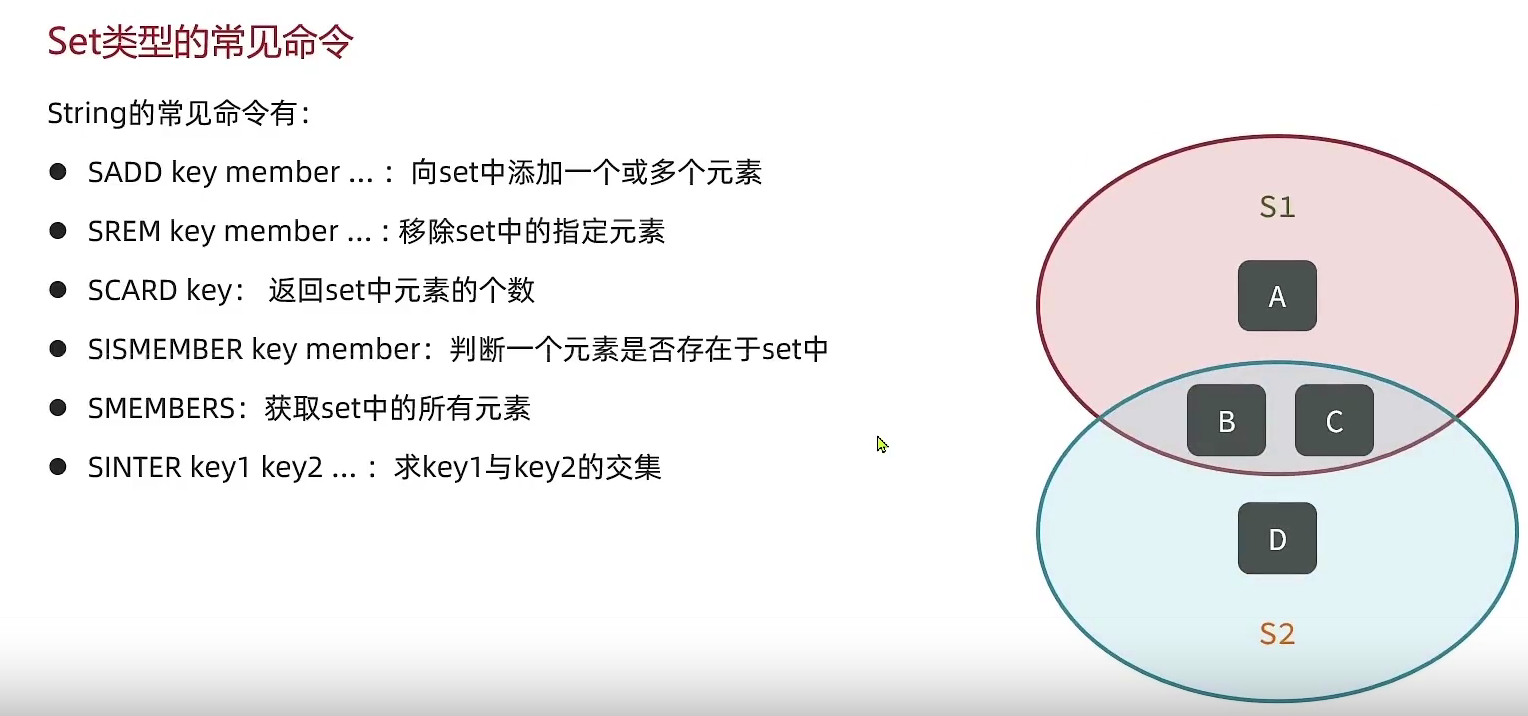 Set类型的常见命令
String的常见命令有：
● SADD key member ... ：向set中添加一个或多个元素
● SREM key member ... : 移除set中的指定元素
● SCARD key： 返回set中元素的个数
● SISMEMBER key member：判断一个元素是否存在于set中
● SMEMBERS：获取set中的所有元素
● SINTER key1 key2 ... ：求key1与key2的交集
S1
A
B C
D
S2